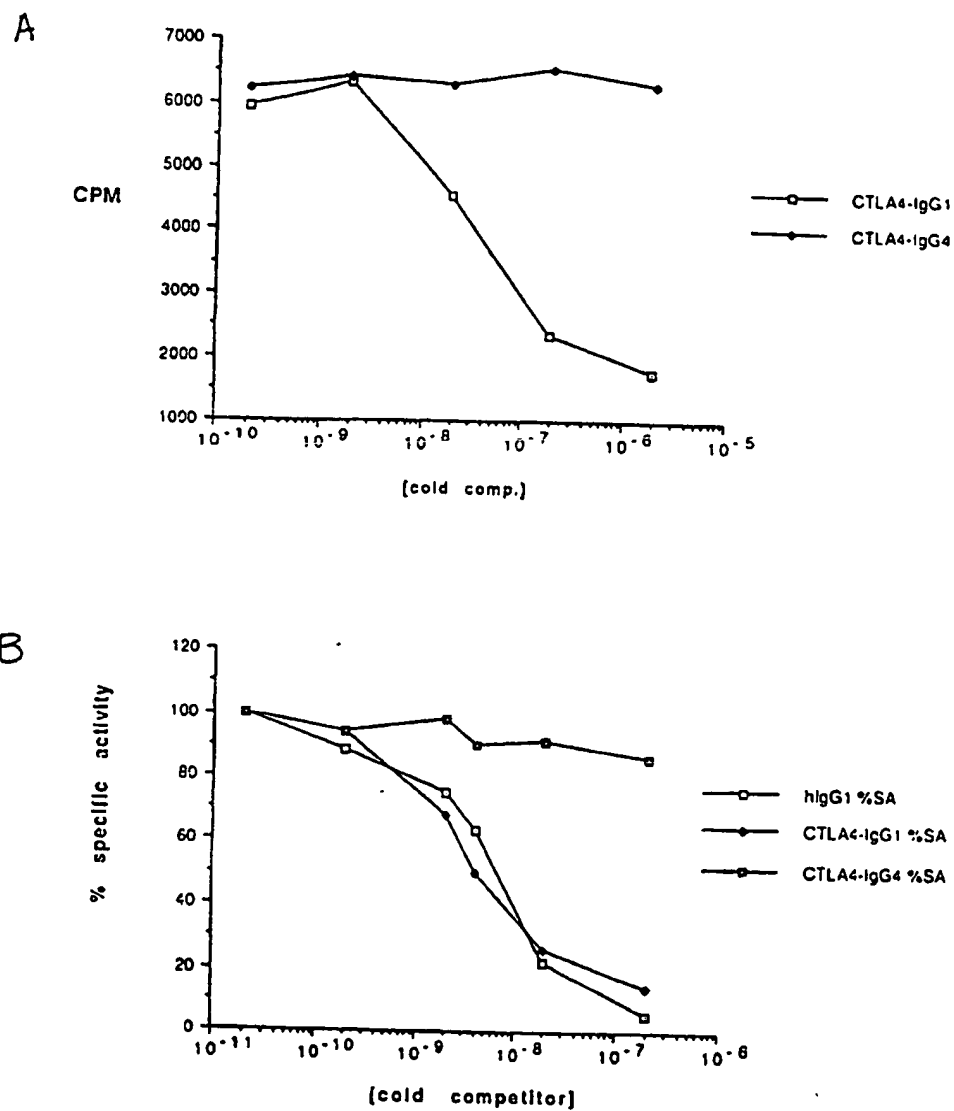 A
7000
6000
5000
4000
3000
2000
1000
CPM
10-10
10-9
10-8
10-7
10-6
10-5
[cold comp.]
CTLA4-IgG1
CTLA4-IgG4
B
120
100
80
60
40
20
0
% specific activity
10-11
10-10
10-9
10-8
10-7
10-6
[cold competitor]
hIgG1 %SA
CTLA4-IgG1 %SA
CTLA4-IgG4 %SA